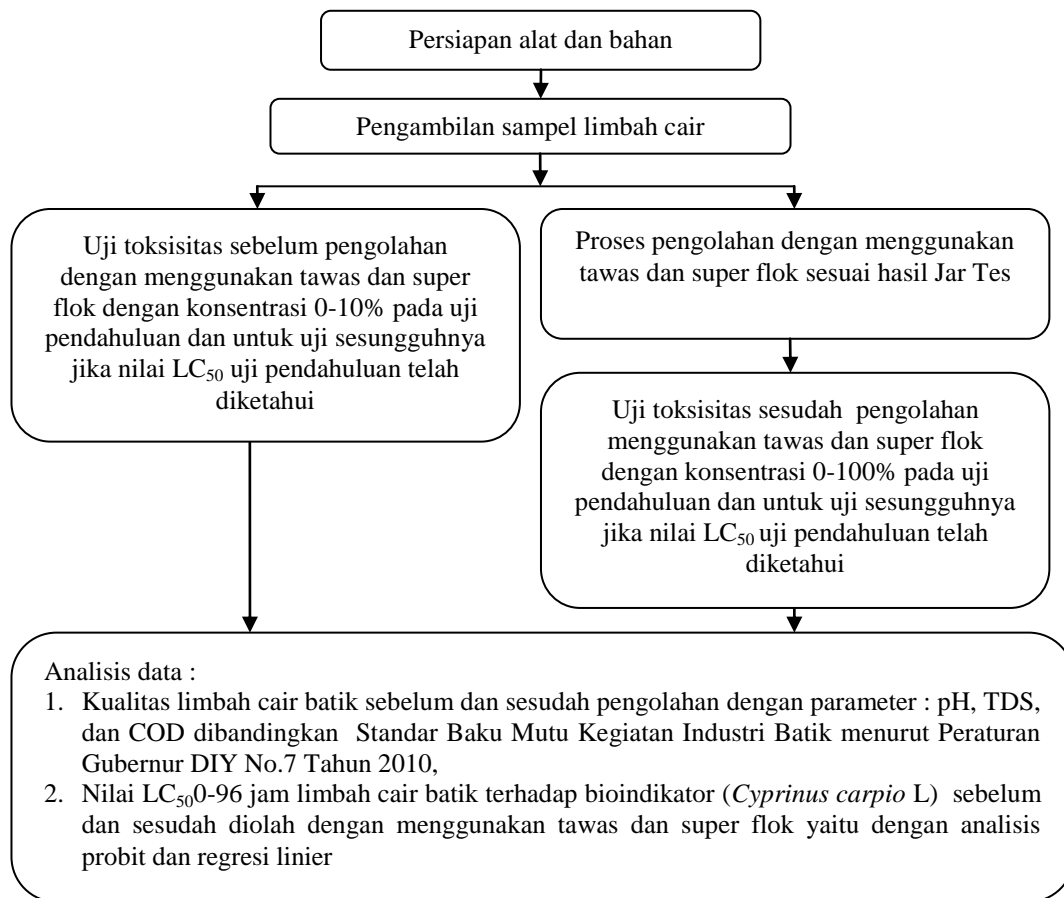 Persiapan alat dan bahan
Pengambilan sampel limbah cair
Uji toksisitas sebelum pengolahan
dengan menggunakan tawas dan super
flok dengan konsentrasi 0-10% pada uji
pendahuluan dan untuk uji sesungguhnya
jika nilai LC₅₀ uji pendahuluan telah
diketahui
Proses pengolahan dengan menggunakan
tawas dan super flok sesuai hasil Jar Tes
Uji toksisitas sesudah pengolahan
menggunakan tawas dan super flok
dengan konsentrasi 0-100% pada uji
pendahuluan dan untuk uji sesungguhnya
jika nilai LC₅₀ uji pendahuluan telah
diketahui
Analisis data :
1. Kualitas limbah cair batik sebelum dan sesudah pengolahan dengan parameter : pH, TDS,
dan COD dibandingkan Standar Baku Mutu Kegiatan Industri Batik menurut Peraturan
Gubernur DIY No.7 Tahun 2010,
2. Nilai LC₅₀0-96 jam limbah cair batik terhadap bioindikator (Cyprinus carpio L) sebelum
dan sesudah diolah dengan menggunakan tawas dan super flok yaitu dengan analisis
probit dan regresi linier